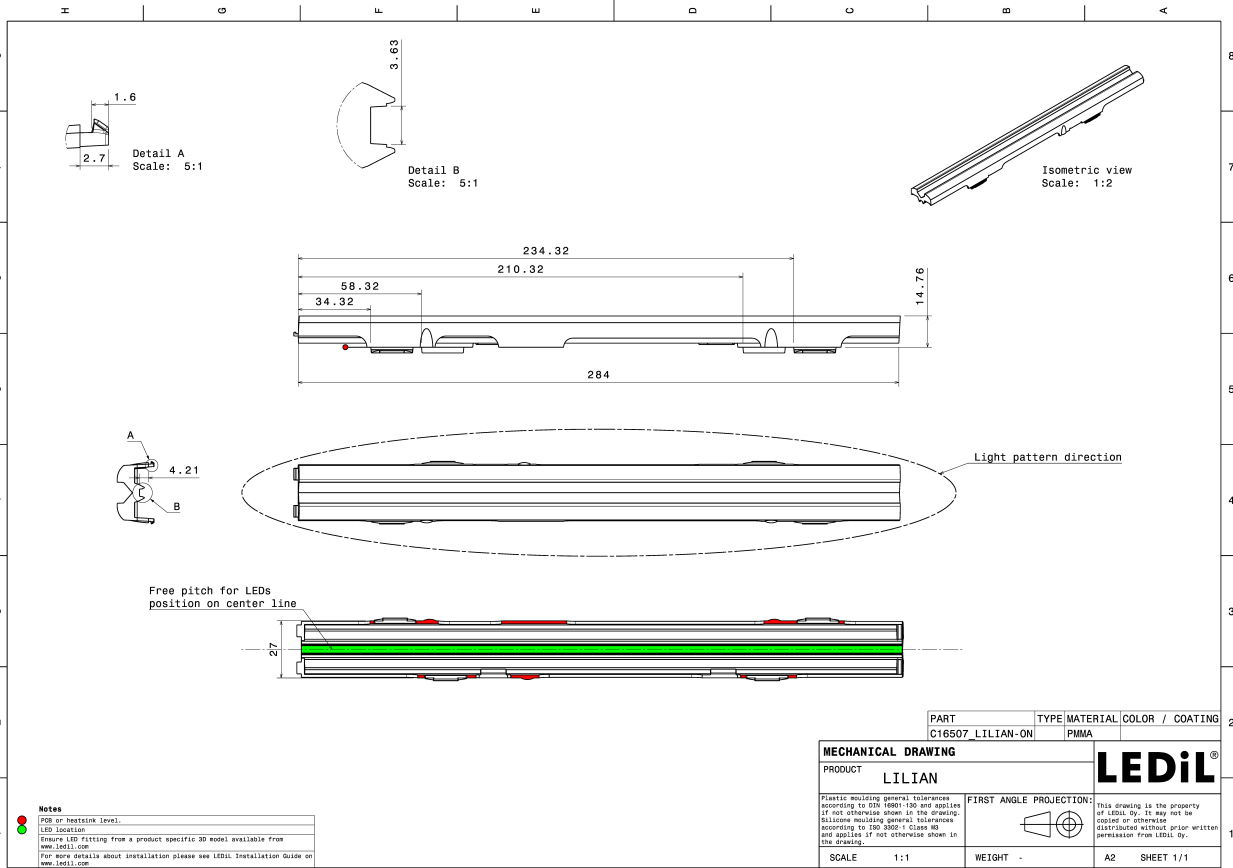 H G F E D C B A
8
1.6
2.7
Detail A
Scale: 5:1
3.63
Detail B
Scale: 5:1
Isometric view
Scale: 1:2
7
234.32
210.32
58.32
34.32
14.76
6
284
5
A
4.21
B
Light pattern direction
4
Free pitch for LEDs
position on center line
3
27
PART TYPE MATERIAL COLOR / COATING
2
C16507_LILIAN-ON PMMA
MECHANICAL DRAWING
PRODUCT
LILIAN
LEDiL®
Plastic moulding general tolerances
according to DIN 16901-130 and applies
if not otherwise shown in the drawing.
Silicone moulding general tolerances
according to ISO 3302-1 Class M3
and applies if not otherwise shown in
the drawing.
FIRST ANGLE PROJECTION:
This drawing is the property
of LEDiL Oy. It may not be
copied or otherwise
distributed without prior written
permission from LEDiL Oy.
1
SCALE 1:1 WEIGHT - A2 SHEET 1/1
Notes
PCB or heatsink level.
LED location
Ensure LED fitting from a product specific 3D model available from
www.ledil.com
For more details about installation please see LEDiL Installation Guide on
www.ledil.com